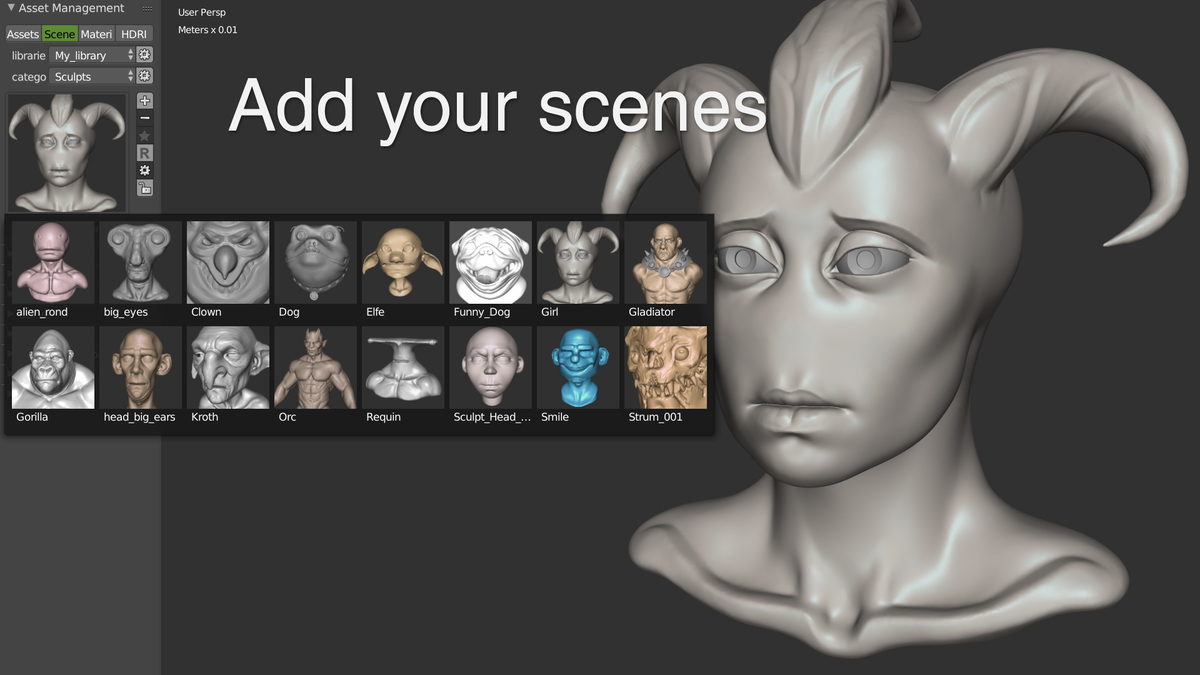 Asset Management
Assets Scene Materi HDRI
librarie My_library
catego Sculpts
R
User Persp
Meters x 0.01
Add your scenes
alien_rond big_eyes Clown Dog Elfe Funny_Dog Girl Gladiator
Gorilla head_big_ears Kroth Orc Requin Sculpt_Head_... Smile Strum_001